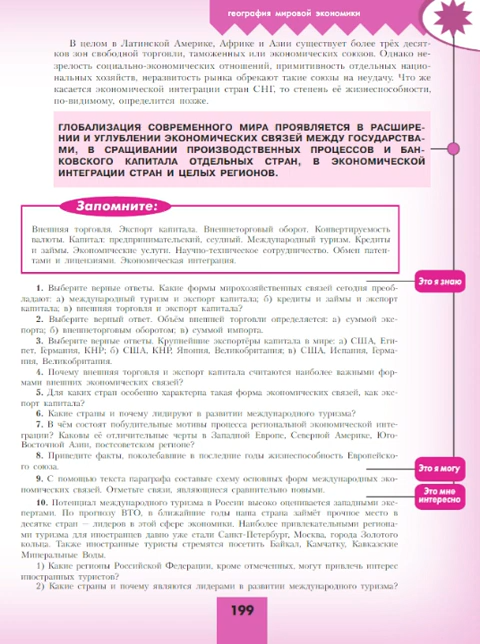 география мировой экономики
199
В целом в Латинской Америке, Африке и Азии существует более трёх десят-
ков зон свободной торговли, таможенных или экономических союзов. Однако не-
зрелость социально-экономических отношений, примитивность отдельных нацио-
нальных хозяйств, неразвитость рынка обрекают такие союзы на неудачу. Что же
касается экономической интеграции стран СНГ, то степень её жизнеспособности,
по-видимому, определится позже.
ГЛОБАЛИЗАЦИЯ СОВРЕМЕННОГО МИРА ПРОЯВЛЯЕТСЯ В РАСШИРЕ-
НИИ И УГЛУБЛЕНИИ ЭКОНОМИЧЕСКИХ СВЯЗЕЙ МЕЖДУ ГОСУДАРСТВА-
МИ, В СРАЩИВАНИИ ПРОИЗВОДСТВЕННЫХ ПРОЦЕССОВ И БАН-
КОВСКОГО КАПИТАЛА ОТДЕЛЬНЫХ СТРАН, В ЭКОНОМИЧЕСКОЙ
ИНТЕГРАЦИИ СТРАН И ЦЕЛЫХ РЕГИОНОВ.
Запомните:
Внешняя торговля. Экспорт капитала. Внешнеторговый оборот. Конвертируемость
валюты. Капитал: предпринимательский, ссудный. Международный туризм. Кредиты
и займы. Экономические услуги. Научно-техническое сотрудничество. Обмен патен-
тами и лицензиями. Экономическая интеграция.
Это я знаю
1. Выберите верные ответы. Какие формы мирохозяйственных связей сегодня преоб-
ладают: а) международный туризм и экспорт капитала; б) кредиты и займы и экспорт
капитала; в) внешняя торговля и экспорт капитала?
2. Выберите верный ответ. Объём внешней торговли определяется: а) суммой экс-
порта; б) внешнеторговым оборотом; в) суммой импорта.
3. Выберите верные ответы. Крупнейшие экспортёры капитала в мире: а) США, Еги-
пет, Германия, КНР; б) США, КНР, Япония, Великобритания; в) США, Испания, Герма-
ния, Великобритания.
4. Почему внешняя торговля и экспорт капитала считаются наиболее важными фор-
мами внешних экономических связей?
5. Для каких стран особенно характерна такая форма экономических связей, как экс-
порт капитала?
6. Какие страны и почему лидируют в развитии международного туризма?
7. В чём состоят побудительные мотивы процесса региональной экономической инте-
грации? Каковы её отличительные черты в Западной Европе, Северной Америке, Юго-
Восточной Азии, постсоветском регионе?
8. Приведите факты, поколебавшие в последние годы жизнеспособность Европейско-
го союза.
Это я могу
9. С помощью текста параграфа составьте схему основных форм международных эко-
номических связей. Отметьте связи, являющиеся сравнительно новыми.
Это мне
интересно
10. Потенциал международного туризма в России высоко оценивается западными экс-
пертами. По прогнозу ВТО, в ближайшие годы наша страна займёт прочное место в
десятке стран — лидеров в этой сфере экономики. Наиболее привлекательными региона-
ми туризма для иностранцев давно уже стали Санкт-Петербург, Москва, города Золотого
кольца. Также иностранные туристы стремятся посетить Байкал, Камчатку, Кавказские
Минеральные Воды.
1) Какие регионы Российской Федерации, кроме отмеченных, могут привлечь интерес
иностранных туристов?
2) Какие страны и почему являются лидерами в развитии международного туризма?
199